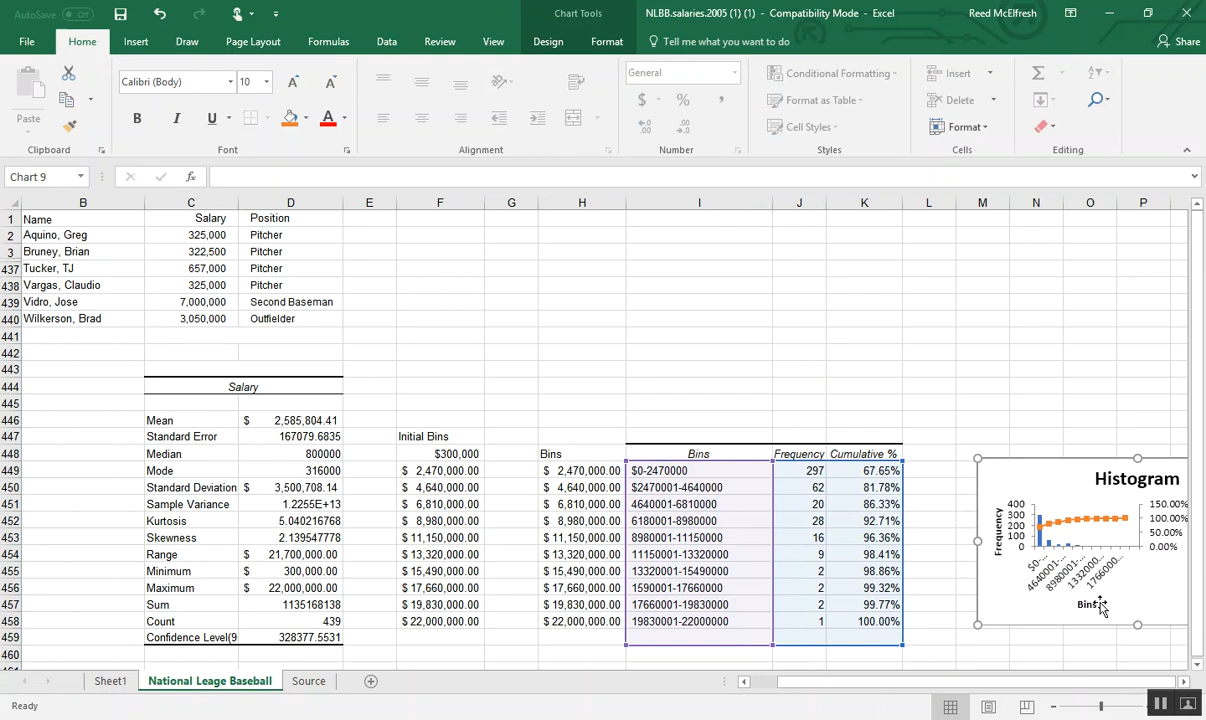 AutoSave Off
Chart Tools
NLBB.salaries.2005 (1) (1) - Compatibility Mode - Excel
Reed McElfresh
File Home Insert Draw Page Layout Formulas Data Review View Design Format Tell me what you want to do Share
Paste
Calibri (Body) 10
B I U
General
$ % ,
Conditional Formatting
Format as Table
Cell Styles
Insert
Delete
Format
Clipboard Font Alignment Number Styles Cells Editing
Chart 9 fx
B C D E F G H I J K L M N O P
1 Name Salary Position
2 Aquino, Greg 325,000 Pitcher
3 Bruney, Brian 322,500 Pitcher
437 Tucker, TJ 657,000 Pitcher
438 Vargas, Claudio 325,000 Pitcher
439 Vidro, Jose 7,000,000 Second Baseman
440 Wilkerson, Brad 3,050,000 Outfielder
441
442
443
444 Salary
445
446 Mean $ 2,585,804.41
447 Standard Error 167079.6835 Initial Bins
448 Median 800000 $300,000 Bins Bins Frequency Cumulative %
449 Mode 316000 $ 2,470,000.00 $ 2,470,000.00 $0-2470000 297 67.65%
450 Standard Deviation $ 3,500,708.14 $ 4,640,000.00 $ 4,640,000.00 $2470001-4640000 62 81.78%
451 Sample Variance 1.2255E+13 $ 6,810,000.00 $ 6,810,000.00 4640001-6810000 20 86.33%
452 Kurtosis 5.040216768 $ 8,980,000.00 $ 8,980,000.00 6180001-8980000 28 92.71%
453 Skewness 2.139547778 $ 11,150,000.00 $ 11,150,000.00 8980001-11150000 16 96.36%
454 Range $ 21,700,000.00 $ 13,320,000.00 $ 13,320,000.00 11150001-13320000 9 98.41%
455 Minimum $ 300,000.00 $ 15,490,000.00 $ 15,490,000.00 13320001-15490000 2 98.86%
456 Maximum $ 22,000,000.00 $ 17,660,000.00 $ 17,660,000.00 1590001-17660000 2 99.32%
457 Sum 1135168138 $ 19,830,000.00 $ 19,830,000.00 17660001-19830000 2 99.77%
458 Count 439 $ 22,000,000.00 $ 22,000,000.00 19830001-22000000 1 100.00%
459 Confidence Level(9 328377.5531
460
Histogram
Frequency
400
300
200
100
0
150.00%
100.00%
50.00%
0.00%
$0-...
4640001-...
8980001-...
1332000...
1766000...
Bins
Sheet1 National Leage Baseball Source
Ready